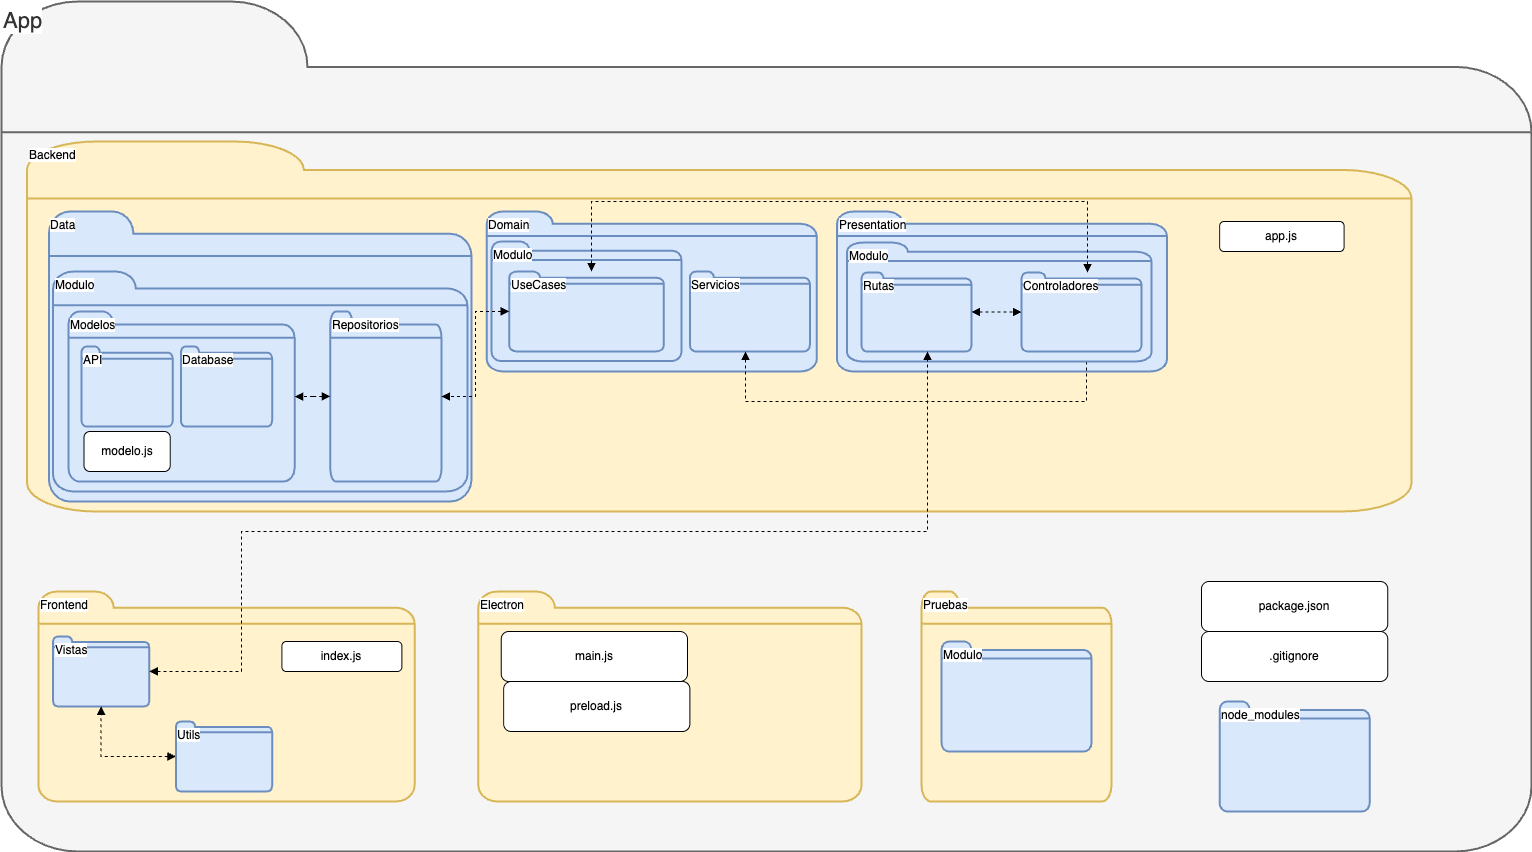 App
Backend
Data
Modulo
Modelos
API
Database
modelo.js
Repositorios
Domain
Modulo
UseCases
Servicios
Presentation
Modulo
Rutas
Controladores
app.js
Frontend
Vistas
index.js
Utils
Electron
main.js
preload.js
Pruebas
Modulo
package.json
.gitignore
node_modules